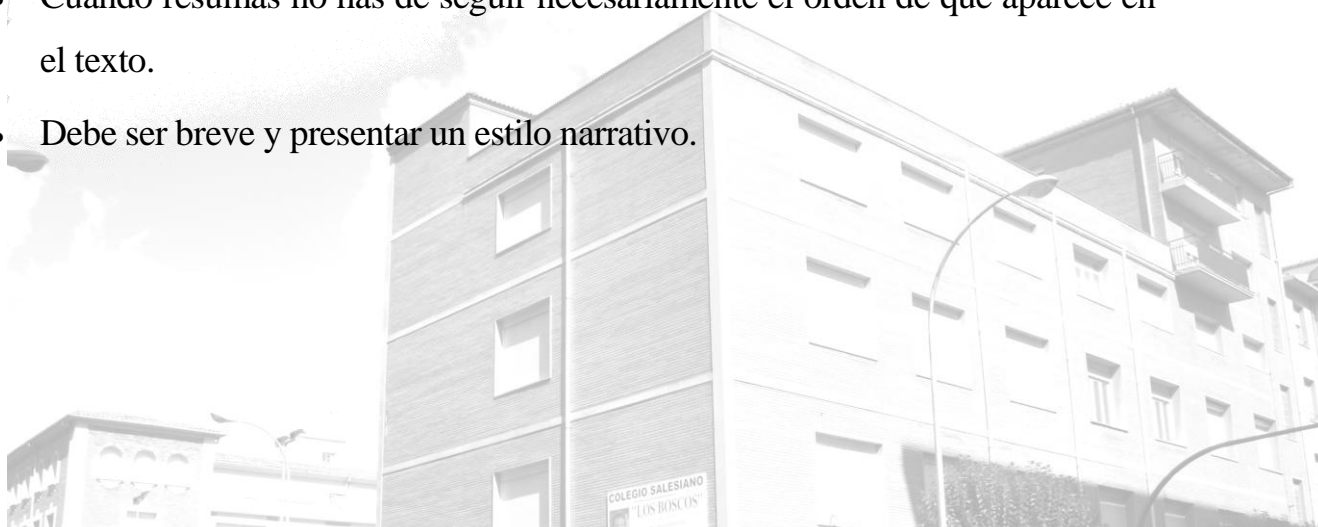 • Cuando resumas no has de seguir necesariamente el orden de que aparece en
el texto.
• Debe ser breve y presentar un estilo narrativo.
COLEGIO SALESIANO
"LOS BOSCOS"